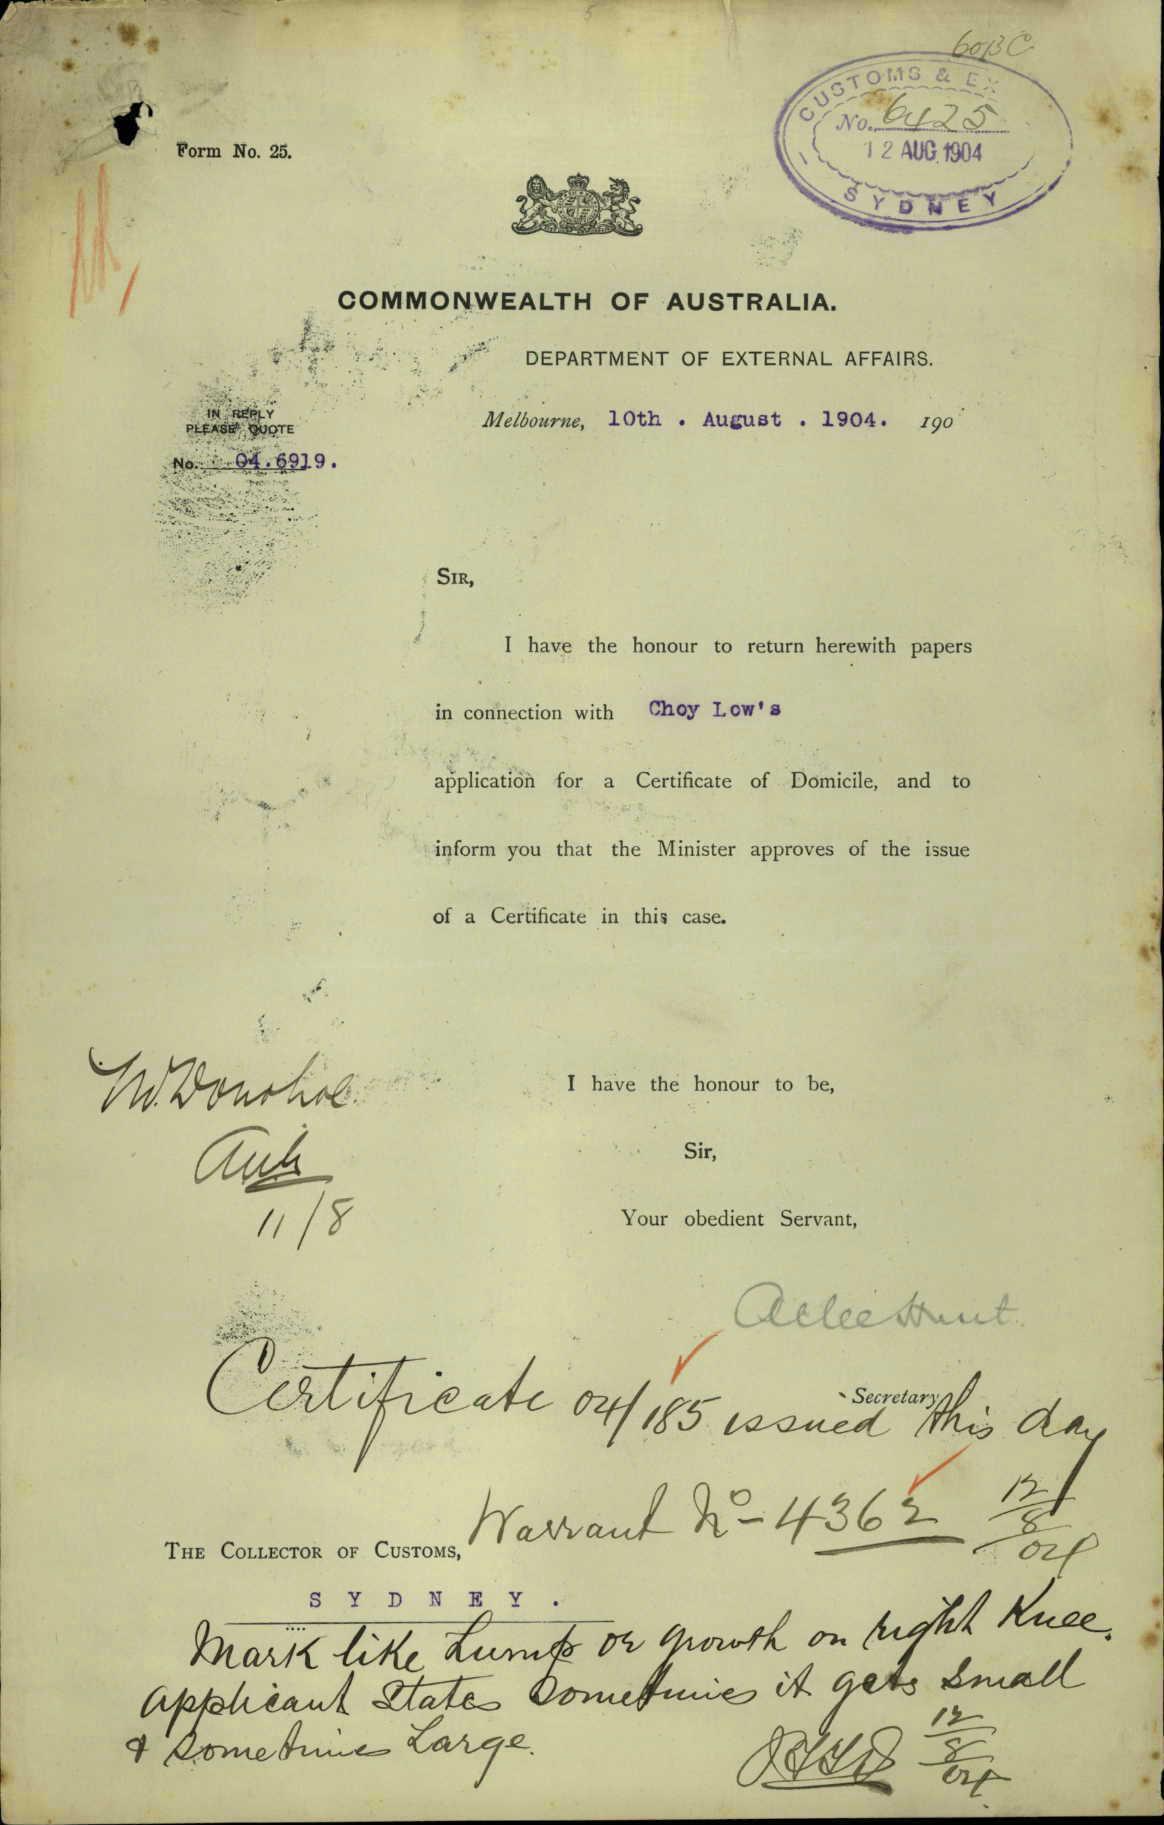 60BC
CUSTOMS & EX
No. 6425
12 AUG 1904
SYDNEY
Form No. 25.
COMMONWEALTH OF AUSTRALIA.
DEPARTMENT OF EXTERNAL AFFAIRS.
IN REPLY
PLEASE QUOTE
No. 04.6919.
Melbourne, 10th . August . 1904. 190
SIR,
I have the honour to return herewith papers
in connection with Choy Low's
application for a Certificate of Domicile, and to
inform you that the Minister approves of the issue
of a Certificate in this case.
Donohoe
11/8
I have the honour to be,
Sir,
Your obedient Servant,
Atlee Hunt
Secretary
Certificate 04/185 issued this day
Warrant No - 4362 12/8/04
THE COLLECTOR OF CUSTOMS,
SYDNEY.
Mark like Lump or growth on right Knee.
applicant States Sometimes it gets Small
& Sometimes Large.
12/8/04